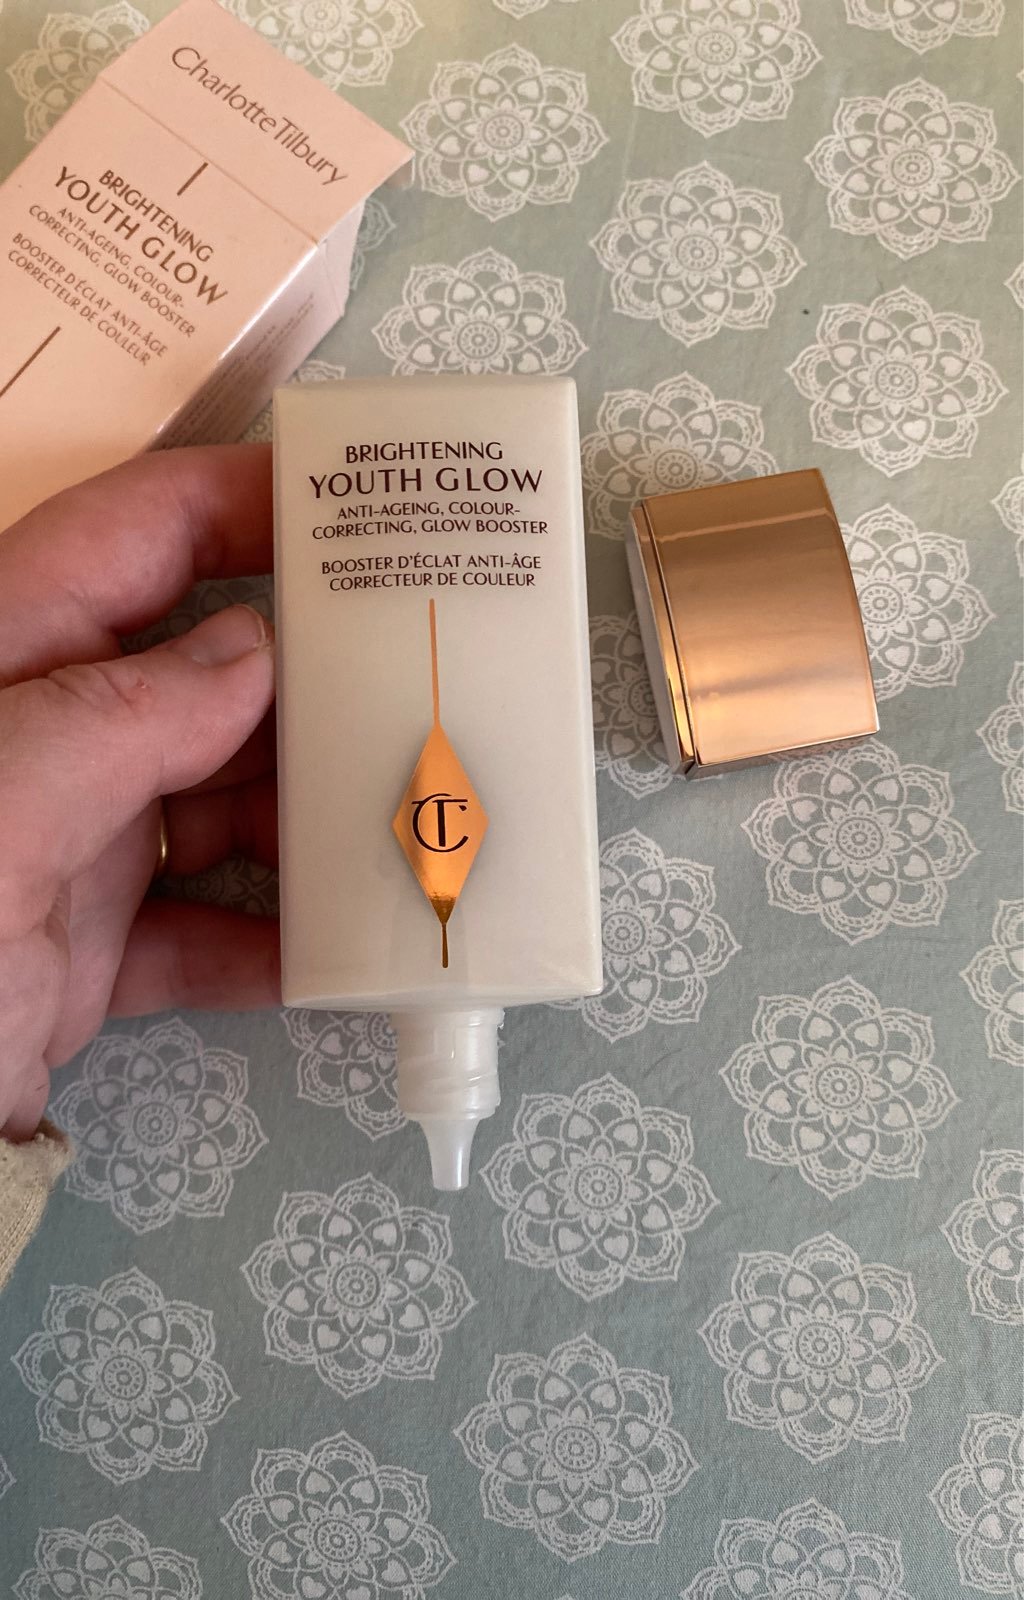 Charlotte Tilbury
BRIGHTENING
YOUTH GLOW
ANTI-AGEING, COLOUR-
CORRECTING, GLOW BOOSTER
BOOSTER D'ÉCLAT ANTI-ÂGE
CORRECTEUR DE COULEUR
BRIGHTENING
YOUTH GLOW
ANTI-AGEING, COLOUR-
CORRECTING, GLOW BOOSTER
BOOSTER D'ÉCLAT ANTI-ÂGE
CORRECTEUR DE COULEUR
CT